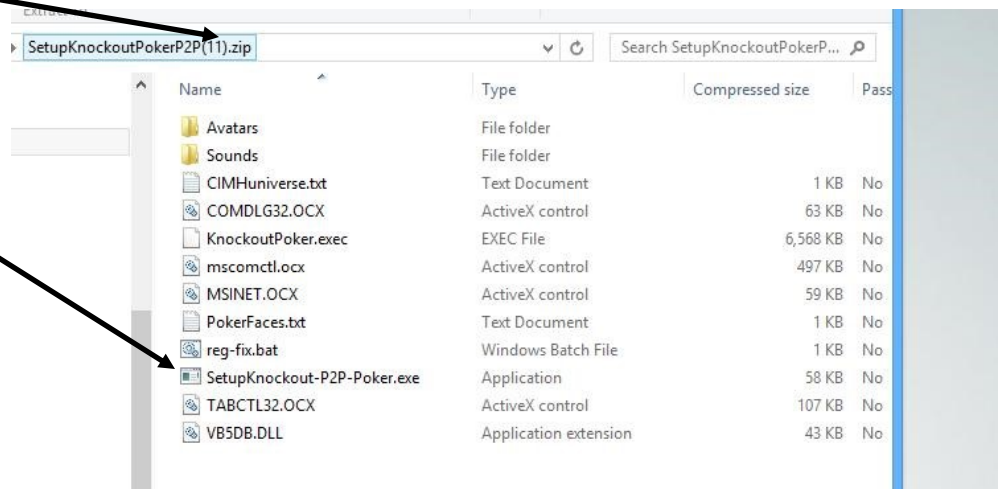 SetupKnockoutPokerP2P(11).zip Search SetupKnockoutPokerP...
Name Type Compressed size Pass
Avatars File folder
Sounds File folder
CIMHuniverse.txt Text Document 1 KB No
COMDLG32.OCX ActiveX control 63 KB No
KnockoutPoker.exec EXEC File 6,568 KB No
mscomctl.ocx ActiveX control 497 KB No
MSINET.OCX ActiveX control 59 KB No
PokerFaces.txt Text Document 1 KB No
reg-fix.bat Windows Batch File 1 KB No
SetupKnockout-P2P-Poker.exe Application 58 KB No
TABCTL32.OCX ActiveX control 107 KB No
VB5DB.DLL Application extension 43 KB No